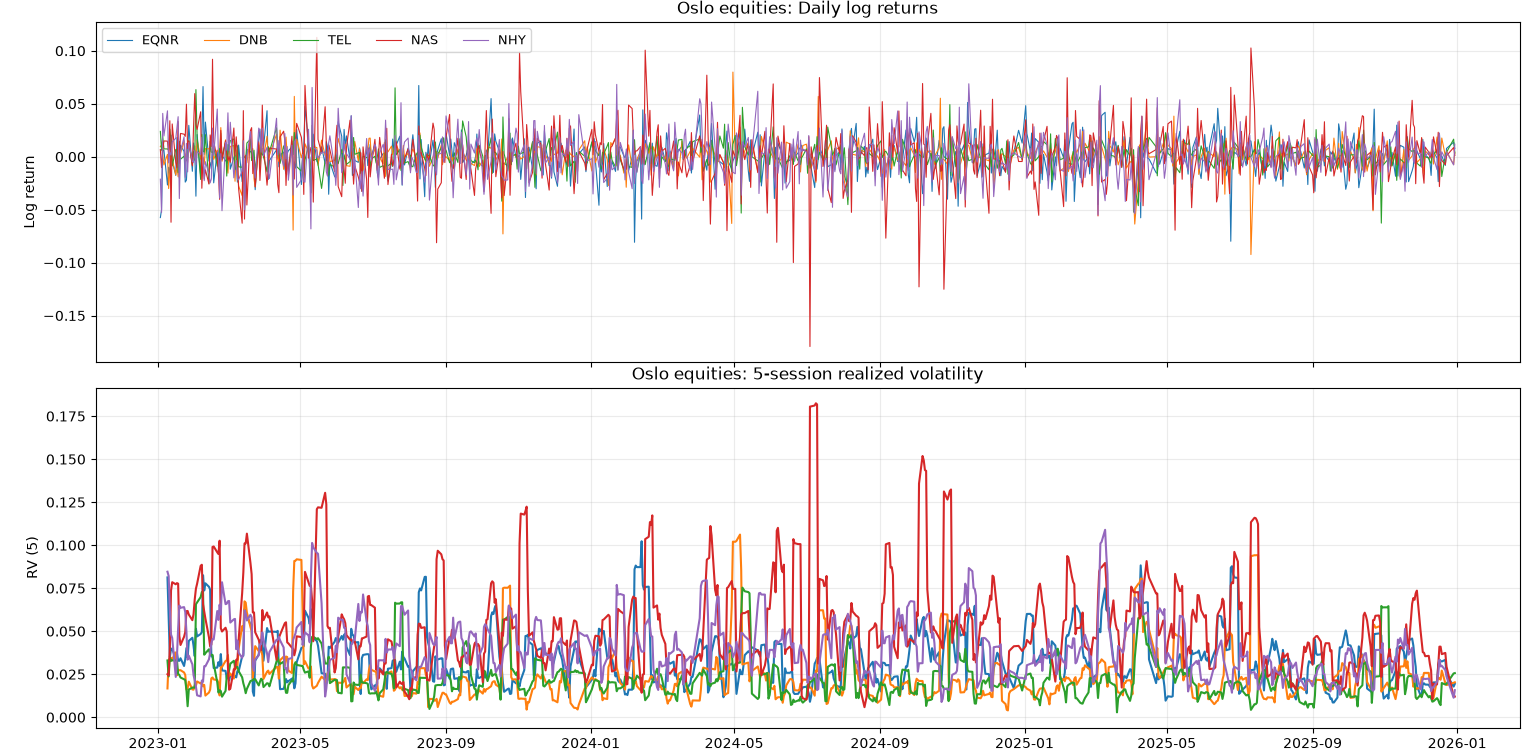 Oslo equities: Daily log returns
EQNR DNB TEL NAS NHY
0.10
0.05
0.00
−0.05
−0.10
−0.15
Log return
Oslo equities: 5-session realized volatility
0.175
0.150
0.125
0.100
0.075
0.050
0.025
0.000
RV (5)
2023-01 2023-05 2023-09 2024-01 2024-05 2024-09 2025-01 2025-05 2025-09 2026-01